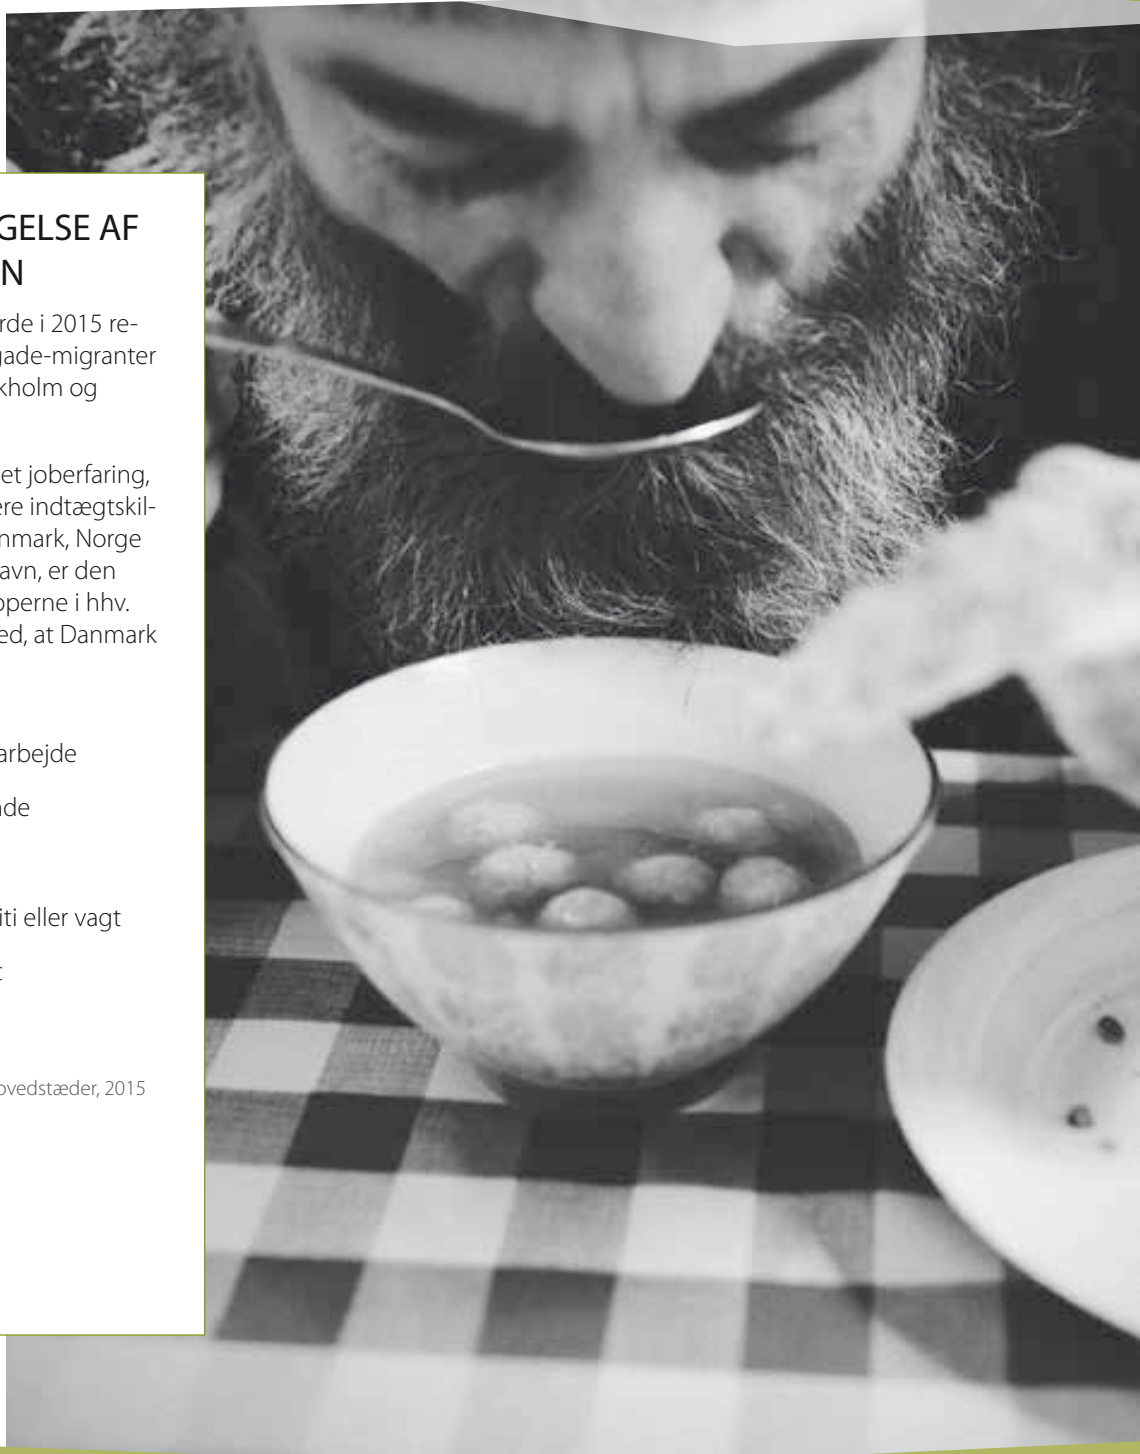 GELSE AF
N
rde i 2015 re-
gade-migranter
kholm og
et joberfaring,
ere indtægtskil-
nmark, Norge
avn, er den
pperne i hhv.
ed, at Danmark
arbejde
de
iti eller vagt
t
ovedstæder, 2015